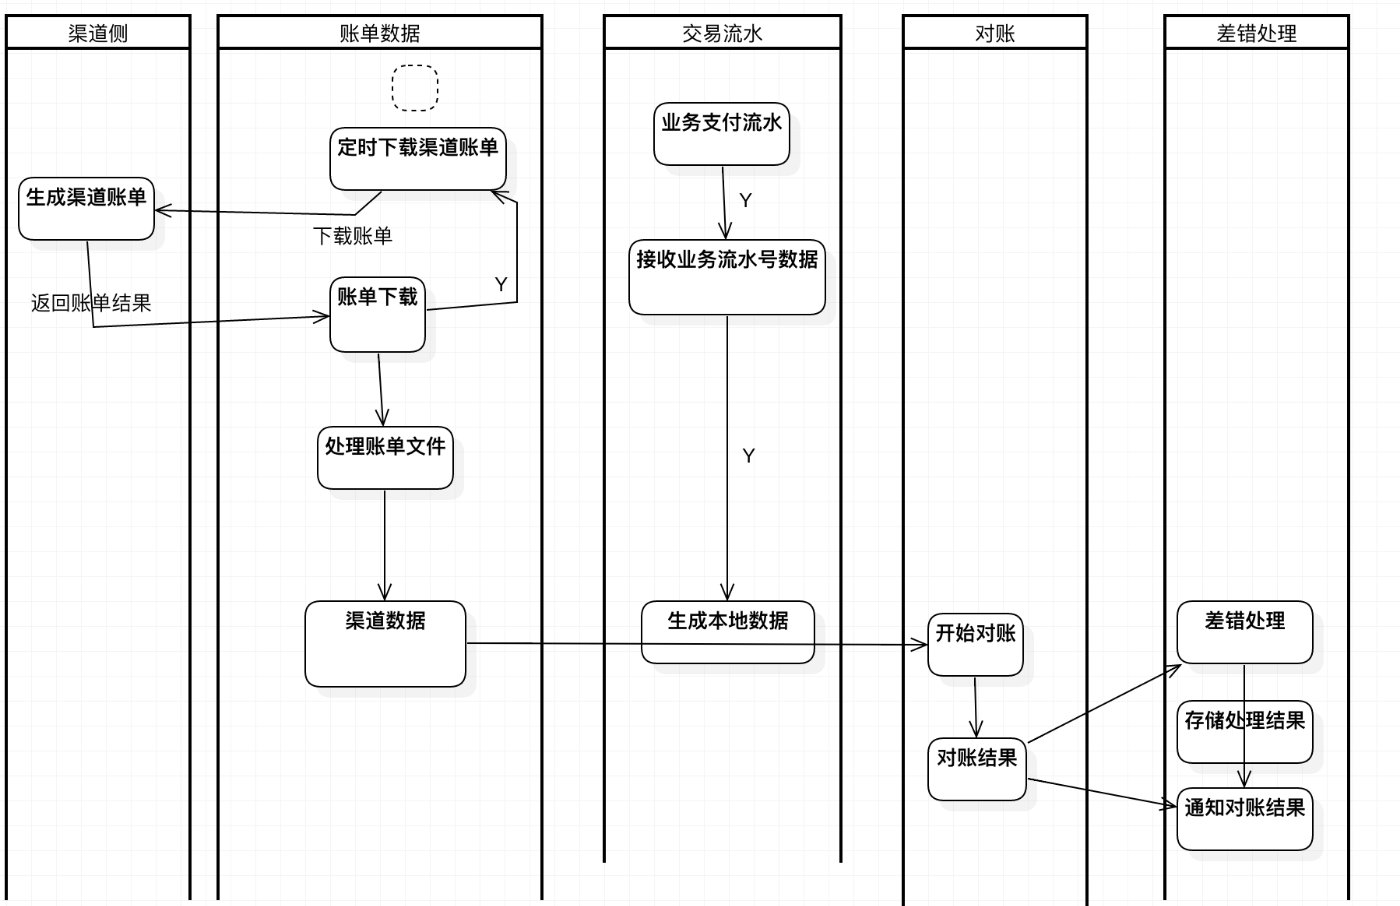 渠道侧
账单数据
交易流水
对账
差错处理
定时下载渠道账单
业务支付流水
生成渠道账单
Y
下载账单
接收业务流水号数据
账单下载
Y
返回账单结果
处理账单文件
Y
渠道数据
生成本地数据
开始对账
差错处理
存储处理结果
对账结果
通知对账结果